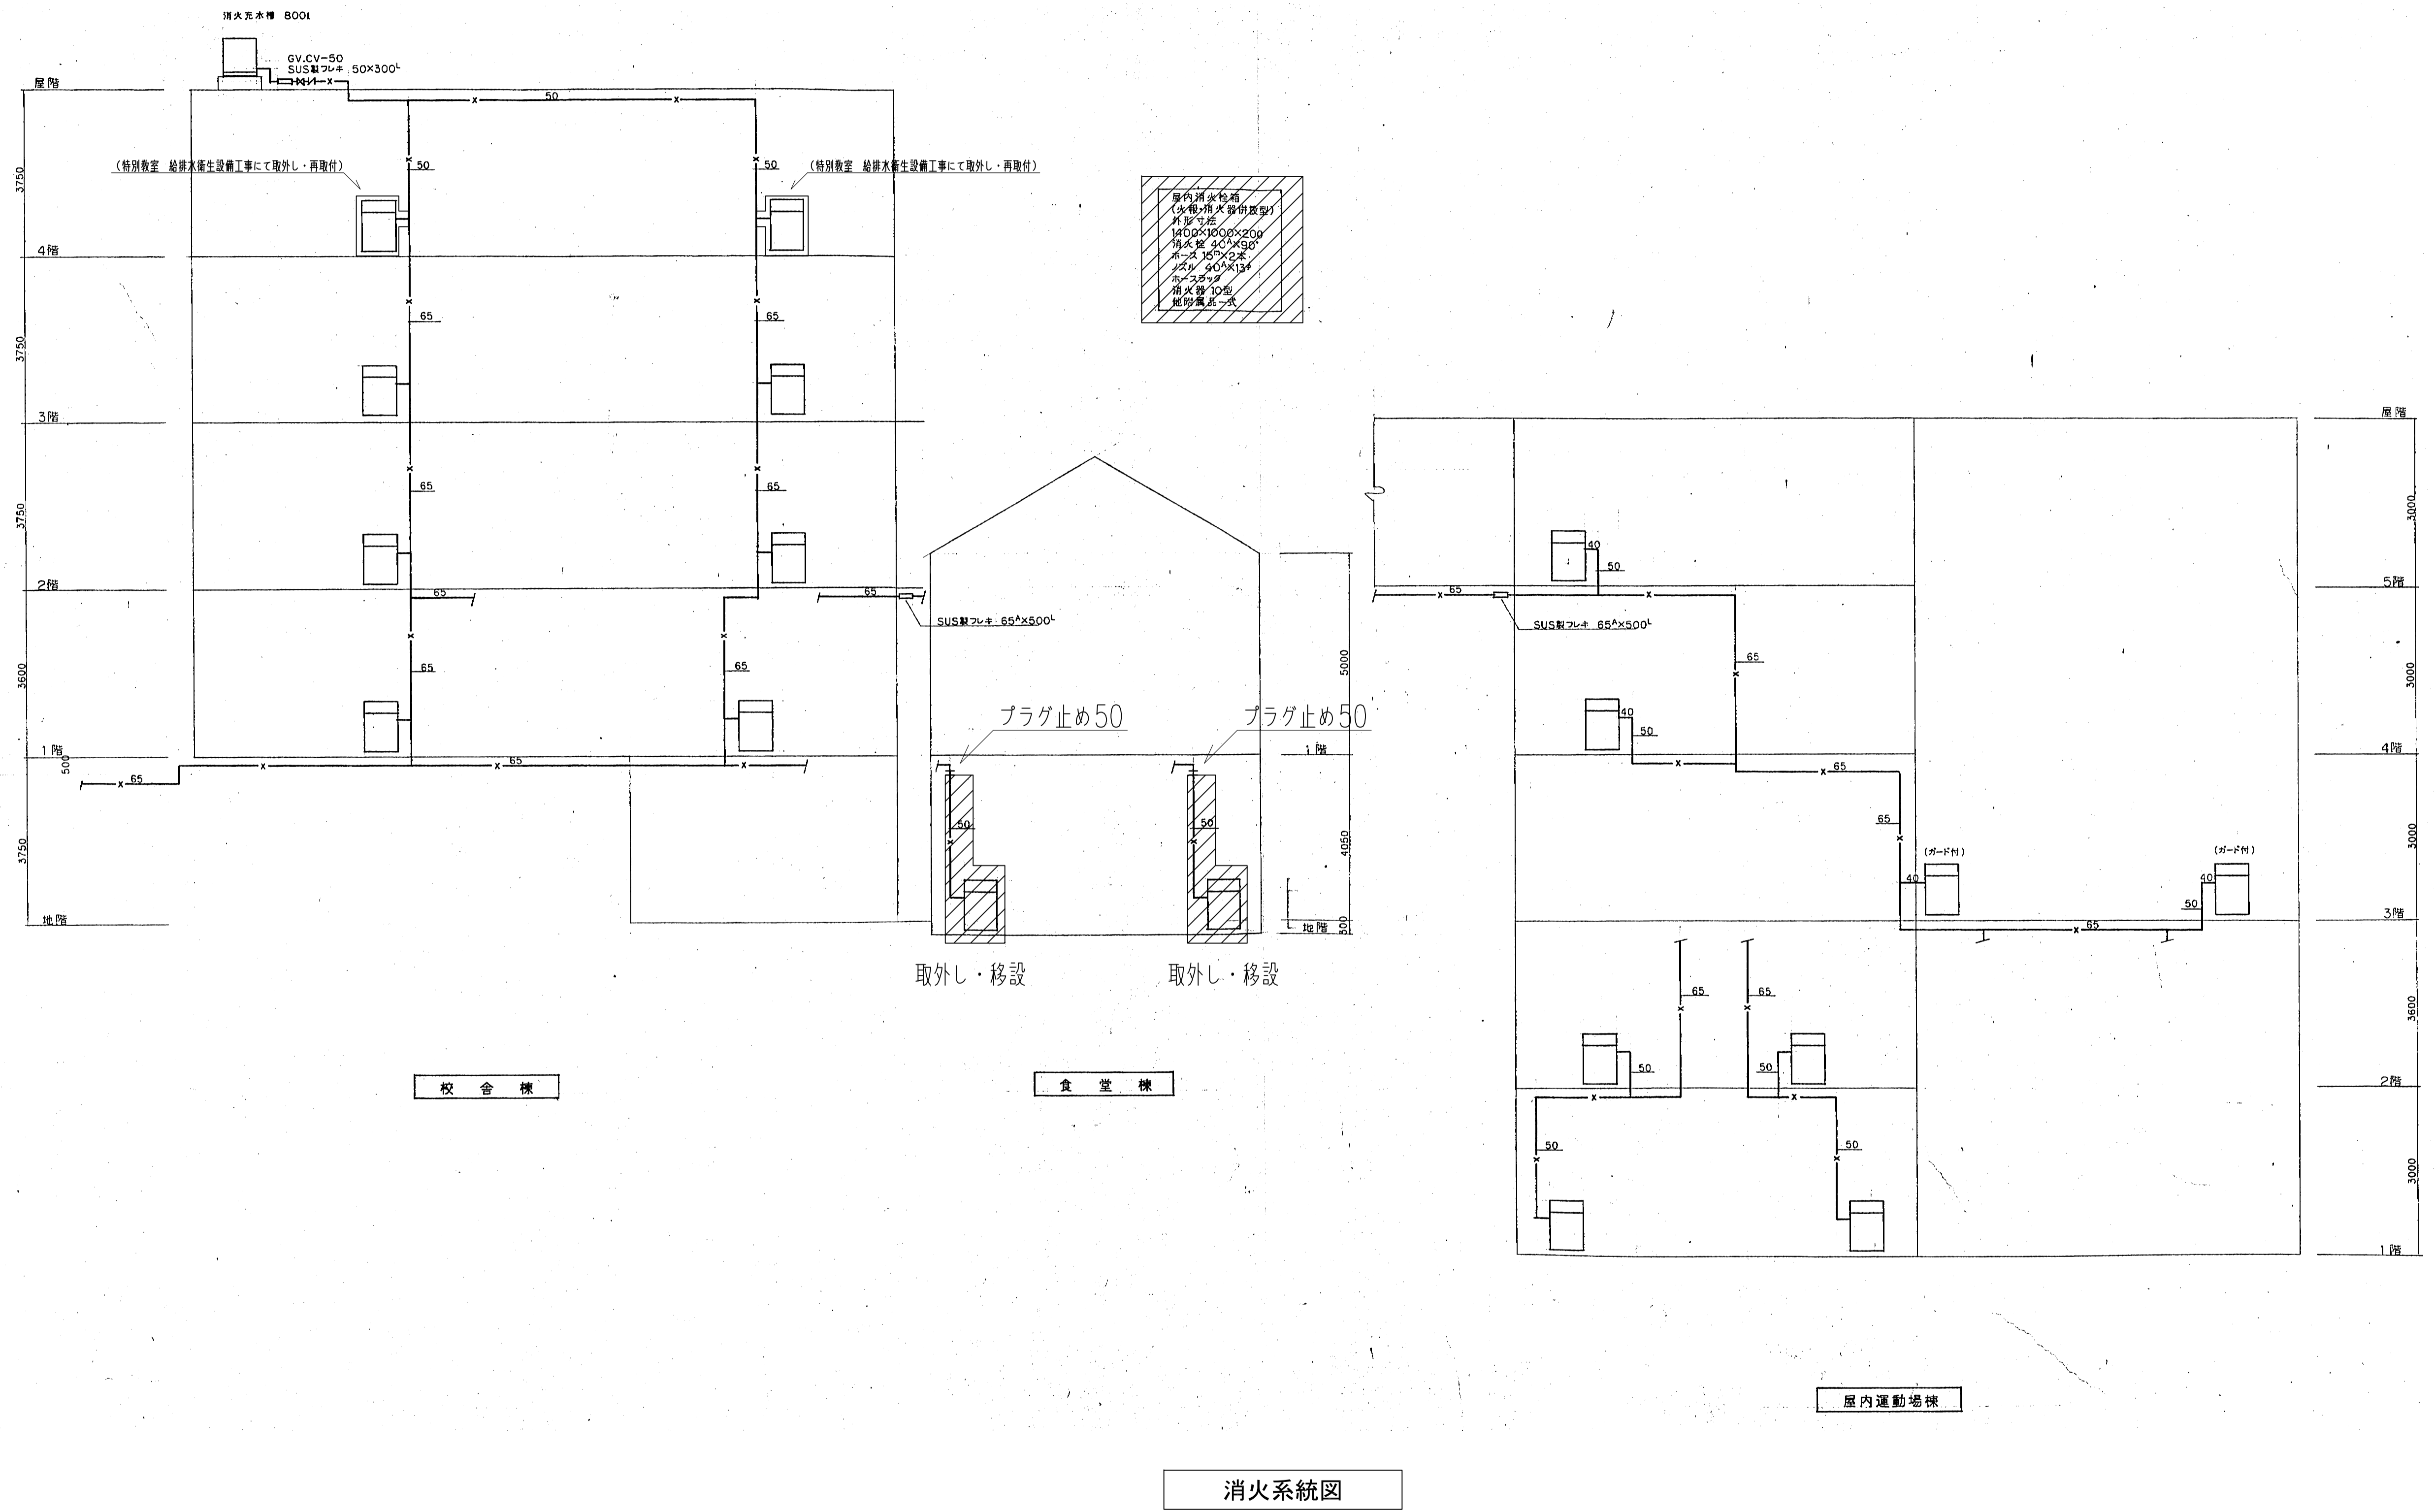 消火充水槽 800l
GV.CV-50
SUS製フレキ 50×300L
屋階
50
(特別教室 給排水衛生設備工事にて取外し・再取付)
50
50
(特別教室 給排水衛生設備工事にて取外し・再取付)
3750
4階
65
65
3750
3階
65
65
3750
2階
65
65
SUS製フレキ 65A×500L
65
65
3600
1階
500
65
65
3750
地階
校舎棟
屋内消火栓箱
(火報・消火器併設型)
外形寸法
1400×1000×200
消火栓 40A×90°
ホース 15m×2本
ノズル 40A×13φ
ホースラック
消火器 10型
他附属品一式
プラグ止め50
プラグ止め50
50
50
取外し・移設
取外し・移設
5000
1階
4050
500
地階
食堂棟
屋階
3000
40
50
5階
65
SUS製フレキ 65A×500L
65
3000
40
50
4階
65
65
3000
(ガード付)
(ガード付)
40
40
50
3階
65
65
65
3600
50
50
2階
50
50
3000
1階
屋内運動場棟
消火系統図